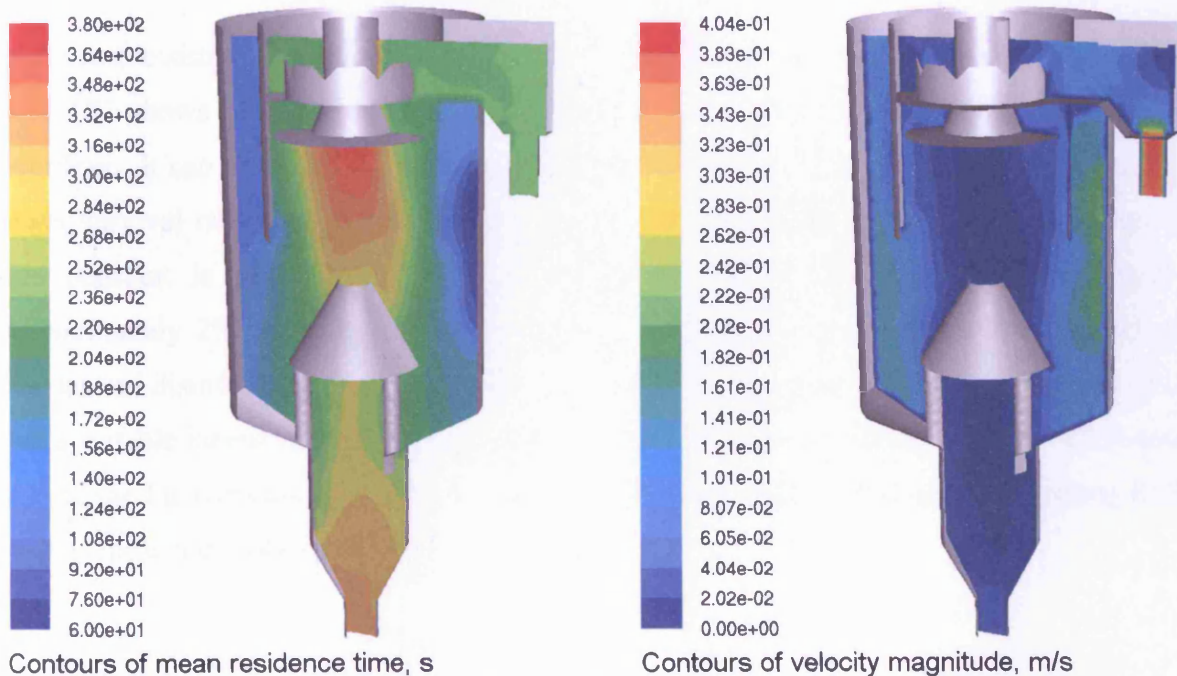 3.80e+02
3.64e+02
3.48e+02
3.32e+02
3.16e+02
3.00e+02
2.84e+02
2.68e+02
2.52e+02
2.36e+02
2.20e+02
2.04e+02
1.88e+02
1.72e+02
1.56e+02
1.40e+02
1.24e+02
1.08e+02
9.20e+01
7.60e+01
6.00e+01
Contours of mean residence time, s
4.04e-01
3.83e-01
3.63e-01
3.43e-01
3.23e-01
3.03e-01
2.83e-01
2.62e-01
2.42e-01
2.22e-01
2.02e-01
1.82e-01
1.61e-01
1.41e-01
1.21e-01
1.01e-01
8.07e-02
6.05e-02
4.04e-02
2.02e-02
0.00e+00
Contours of velocity magnitude, m/s